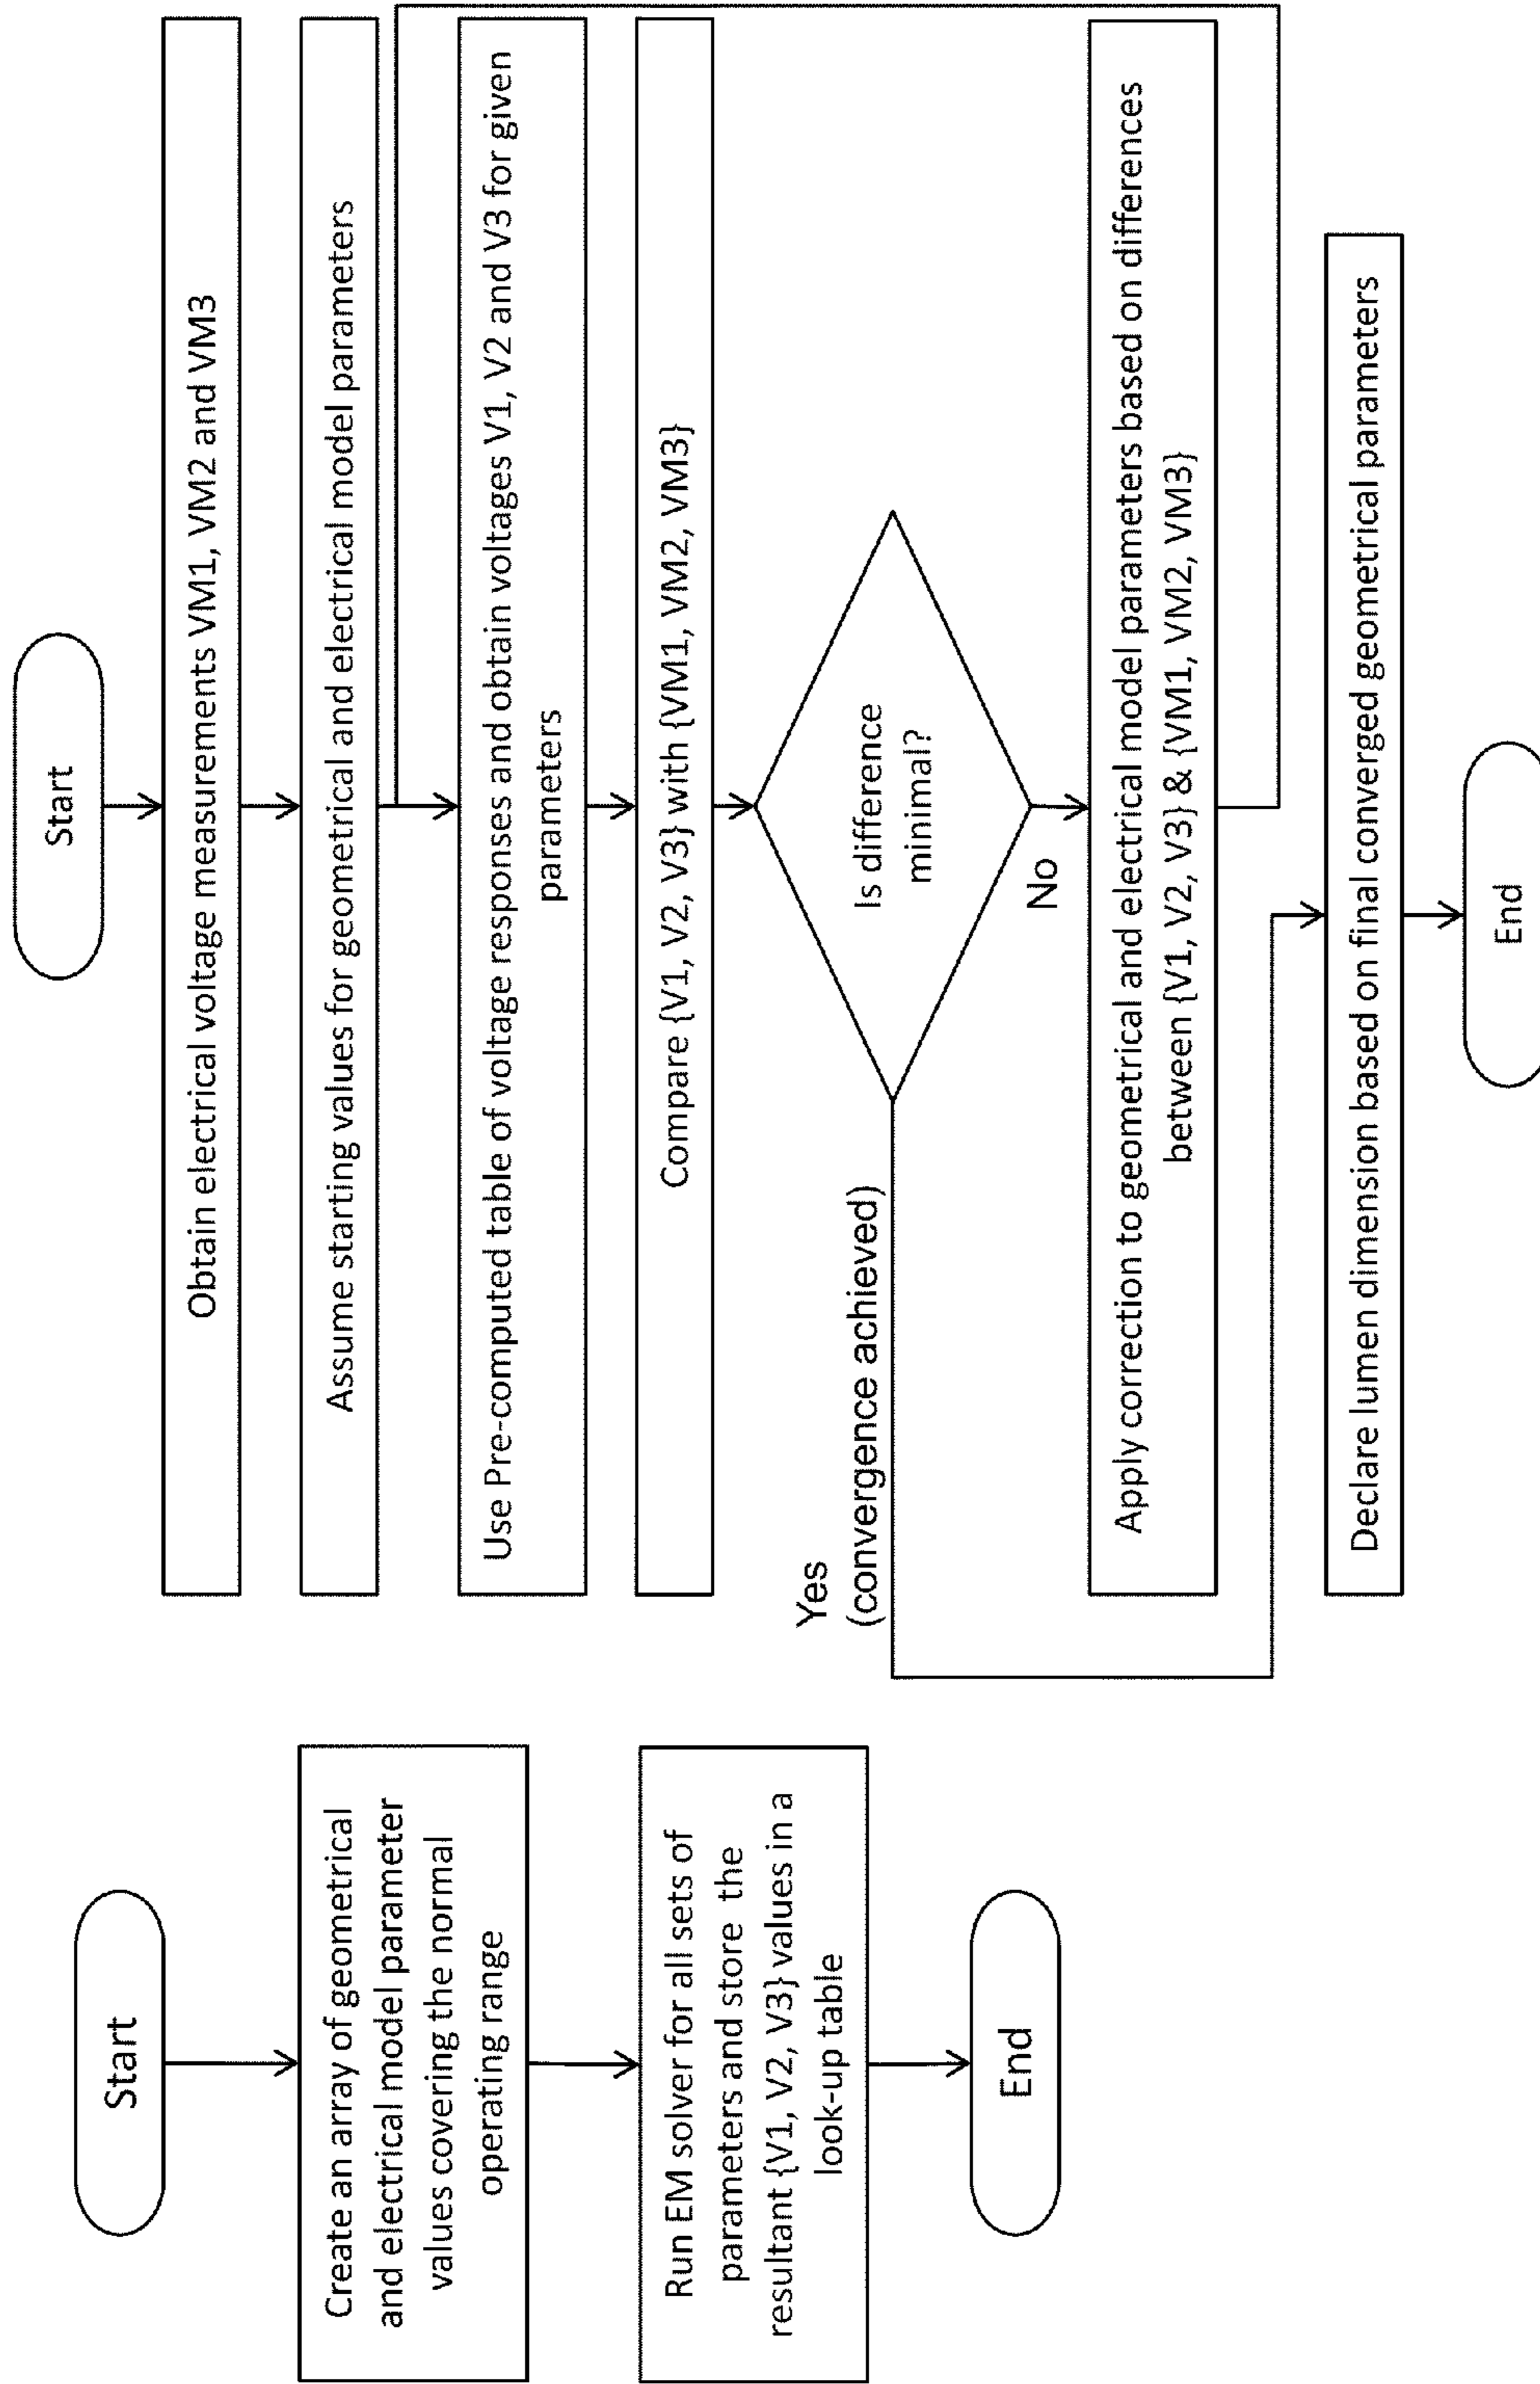 Start
Create an array of geometrical
and electrical model parameter
values covering the normal
operating range
Run EM solver for all sets of
parameters and store the
resultant {V1, V2, V3} values in a
look-up table
End
Start
Obtain electrical voltage measurements VM1, VM2 and VM3
Assume starting values for geometrical and electrical model parameters
Use Pre-computed table of voltage responses and obtain voltages V1, V2 and V3 for given
parameters
Compare {V1, V2, V3} with {VM1, VM2, VM3}
Is difference
minimal?
Yes
(convergence achieved)
No
Apply correction to geometrical and electrical model parameters based on differences
between {V1, V2, V3} & {VM1, VM2, VM3}
Declare lumen dimension based on final converged geometrical parameters
End